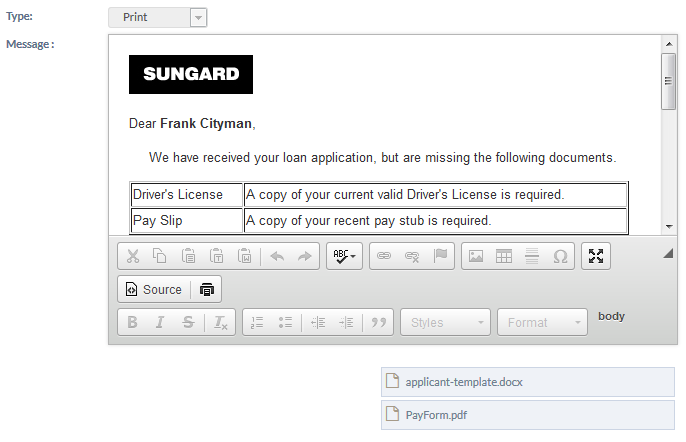 Type: Print
Message :
SUNGARD
Dear Frank Cityman,
We have received your loan application, but are missing the following documents.
Driver's License A copy of your current valid Driver's License is required.
Pay Slip A copy of your recent pay stub is required.
ABC
Source
B I S Ix
Styles Format body
applicant-template.docx
PayForm.pdf